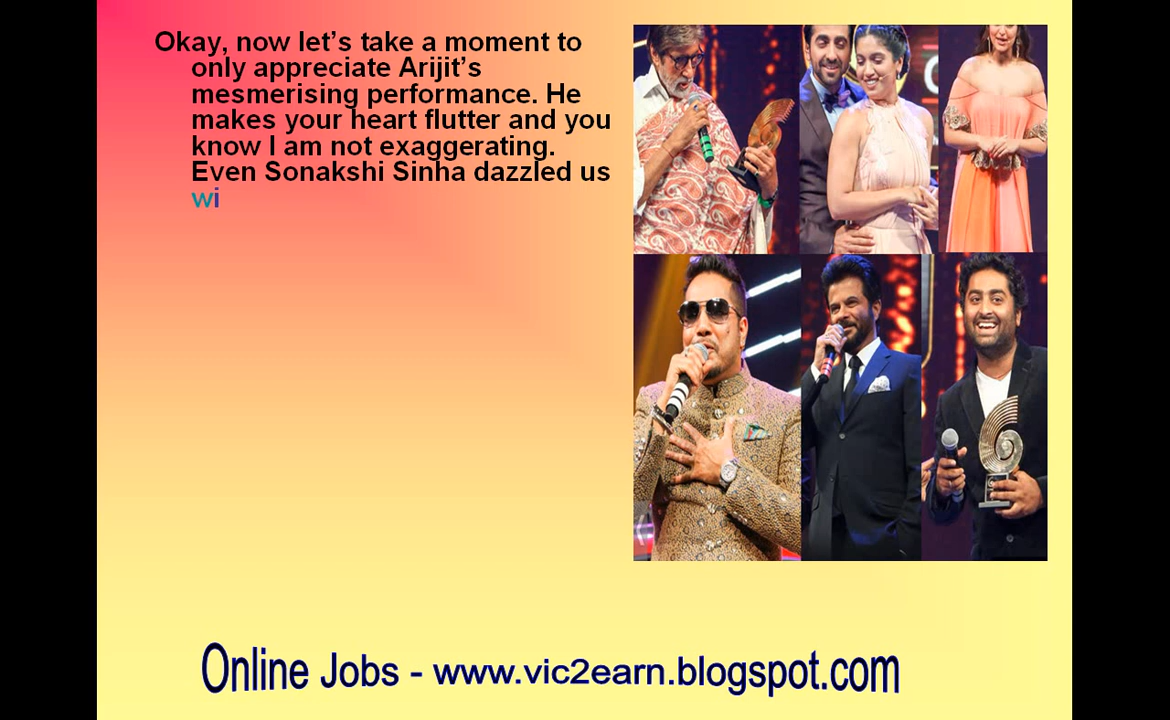 Okay, now let’s take a moment to
only appreciate Arijit’s
mesmerising performance. He
makes your heart flutter and you
know I am not exaggerating.
Even Sonakshi Sinha dazzled us
wi
Online Jobs - www.vic2earn.blogspot.com